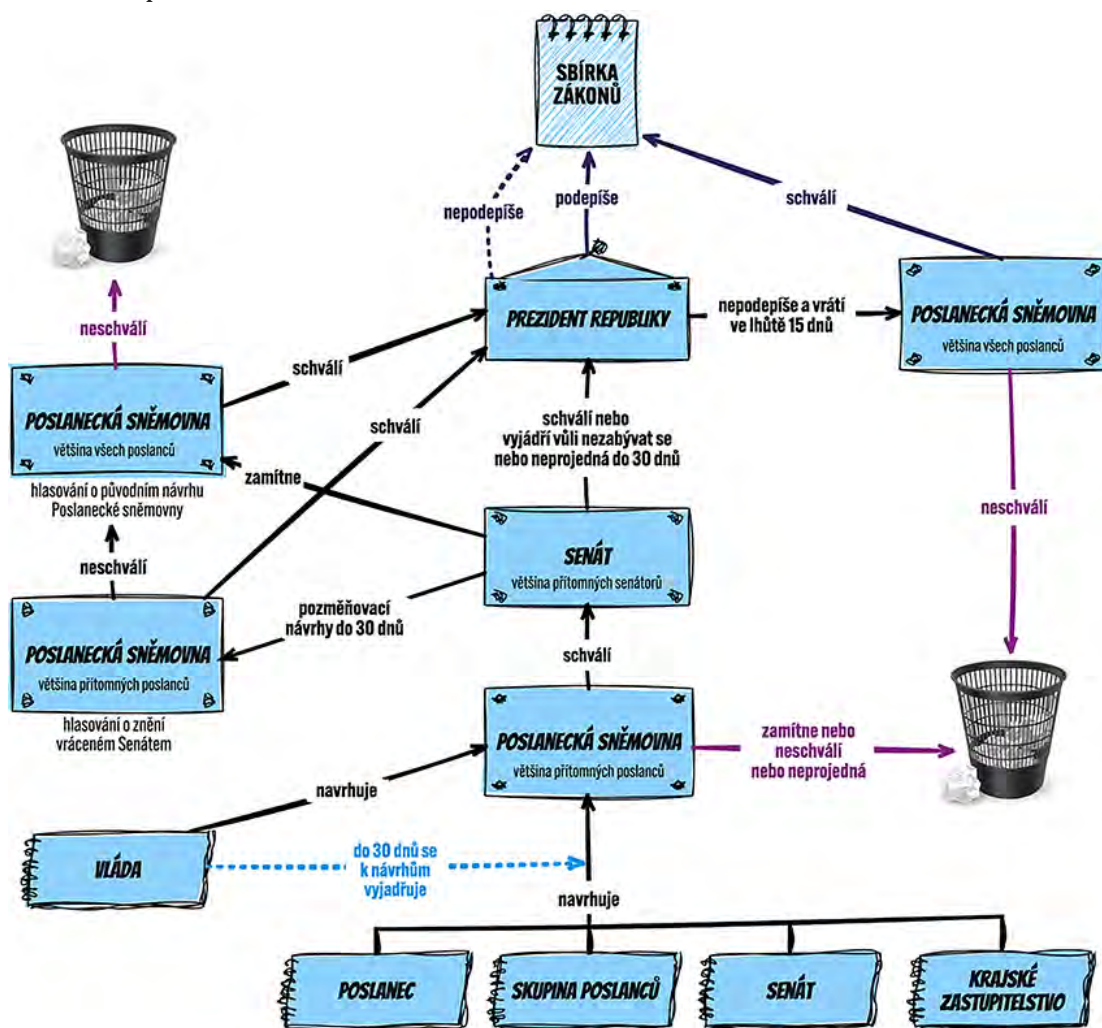 SBÍRKA
ZÁKONŮ
nepodepíše
podepíše
schválí
neschválí
PREZIDENT REPUBLIKY
nepodepíše a vrátí
ve lhůtě 15 dnů
POSLANECKÁ SNĚMOVNA
většina všech poslanců
schválí
POSLANECKÁ SNĚMOVNA
většina všech poslanců
hlasování o původním návrhu
Poslanecké sněmovny
schválí
schválí nebo
vyjádří vůli nezabývat se
nebo neprojedná do 30 dnů
zamítne
neschválí
SENÁT
většina přítomných senátorů
neschválí
POSLANECKÁ SNĚMOVNA
většina přítomných poslanců
hlasování o znění
vráceném Senátem
pozměňovací
návrhy do 30 dnů
schválí
POSLANECKÁ SNĚMOVNA
většina přítomných poslanců
zamítne nebo
neschválí
nebo neprojedná
navrhuje
VLÁDA
do 30 dnů se
k návrhům
vyjadřuje
navrhuje
POSLANEC
SKUPINA POSLANCŮ
SENÁT
KRAJSKÉ
ZASTUPITELSTVO